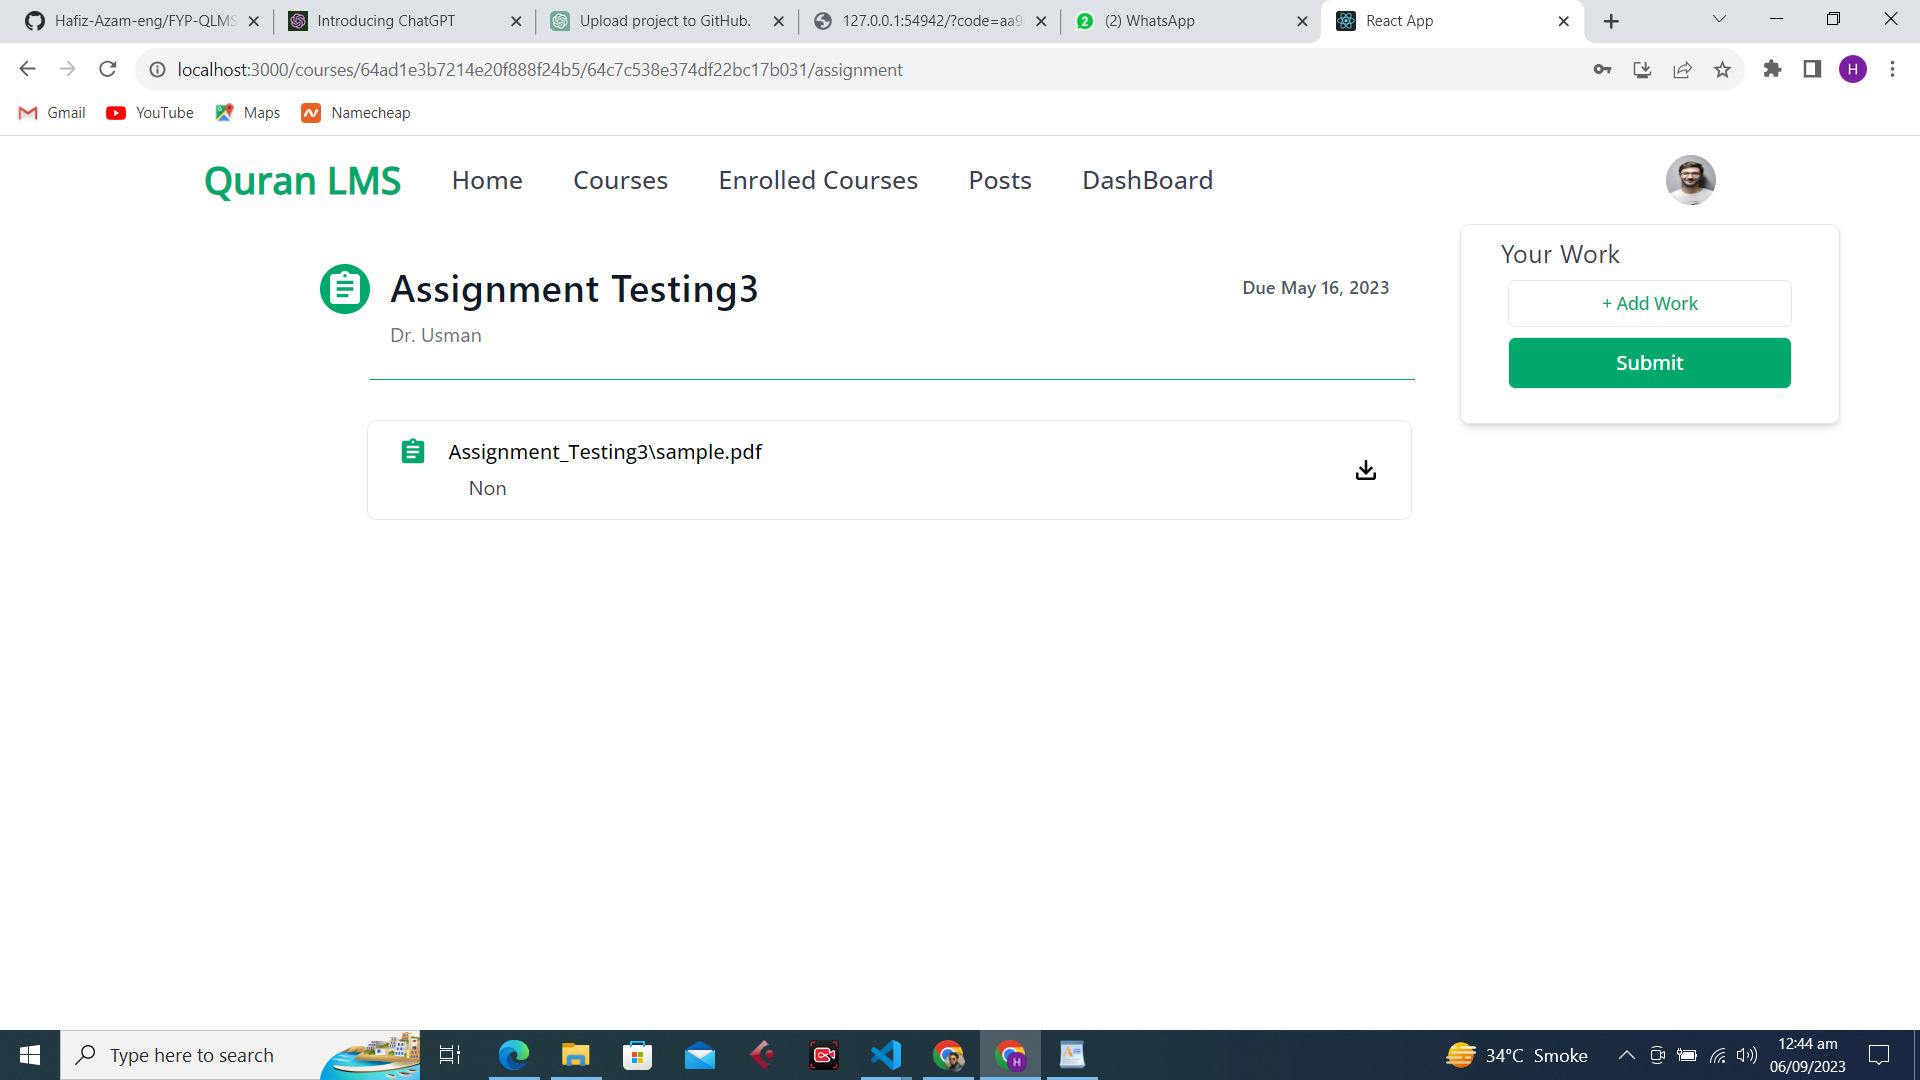 Hafiz-Azam-eng/FYP-QLMS
Introducing ChatGPT
Upload project to GitHub.
127.0.0.1:54942/?code=aa9
(2) WhatsApp
React App
localhost:3000/courses/64ad1e3b7214e20f888f24b5/64c7c538e374df22bc17b031/assignment
H
Gmail
YouTube
Maps
Namecheap
Quran LMS
Home
Courses
Enrolled Courses
Posts
DashBoard
Your Work
+ Add Work
Submit
Assignment Testing3
Due May 16, 2023
Dr. Usman
Assignment_Testing3\sample.pdf
Non
Type here to search
34°C Smoke
12:44 am
06/09/2023